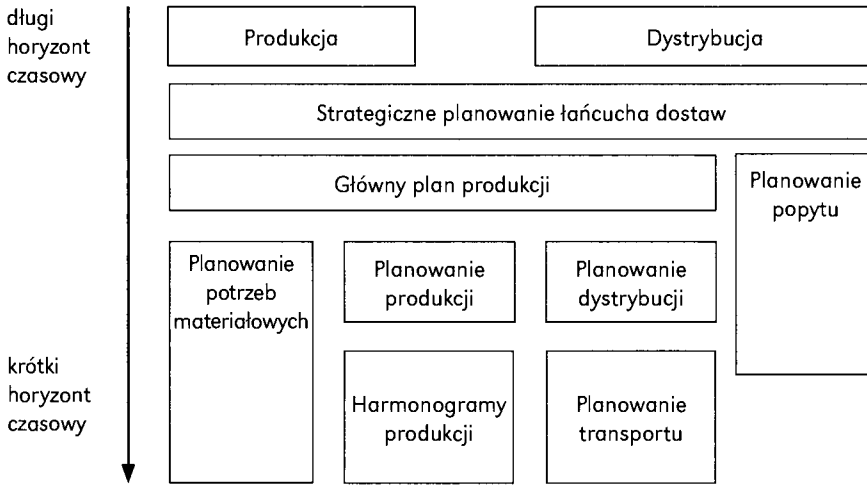 długi
horyzont
czasowy
Produkcja
Dystrybucja
Strategiczne planowanie łańcucha dostaw
Główny plan produkcji
Planowanie
popytu
Planowanie
potrzeb
materiałowych
Planowanie
produkcji
Planowanie
dystrybucji
krótki
horyzont
czasowy
Harmonogramy
produkcji
Planowanie
transportu